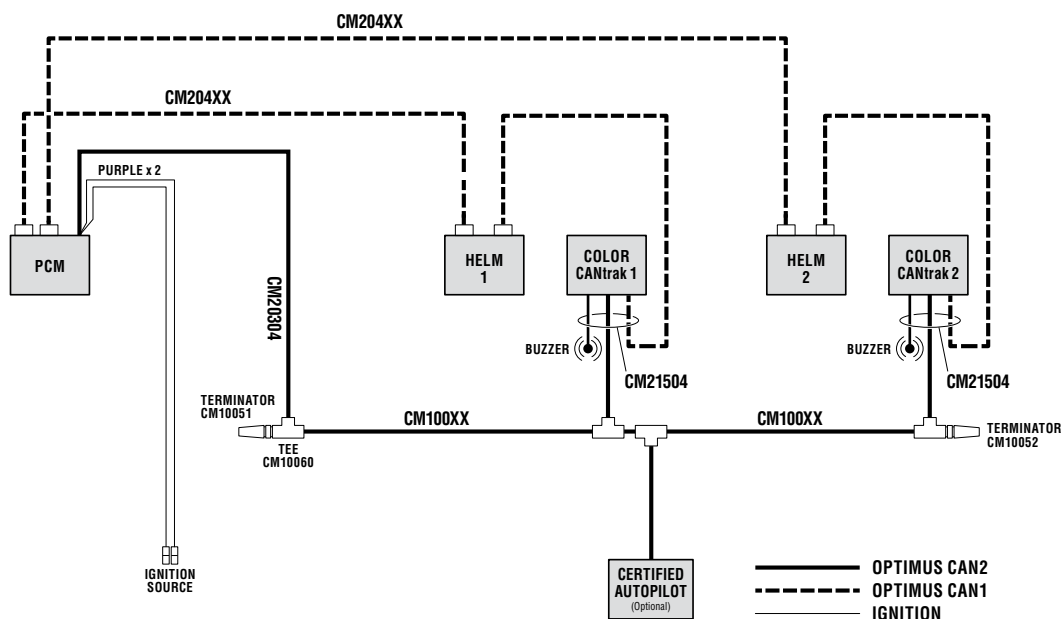 CM204XX
CM204XX
PURPLE x 2
PCM
HELM
1
COLOR
CANtrak 1
HELM
2
COLOR
CANtrak 2
CM20304
BUZZER
CM21504
BUZZER
CM21504
TERMINATOR
CM10051
TEE
CM10060
CM100XX
CM100XX
TERMINATOR
CM10052
IGNITION
SOURCE
CERTIFIED
AUTOPILOT
(Optional)
OPTIMUS CAN2
OPTIMUS CAN1
IGNITION